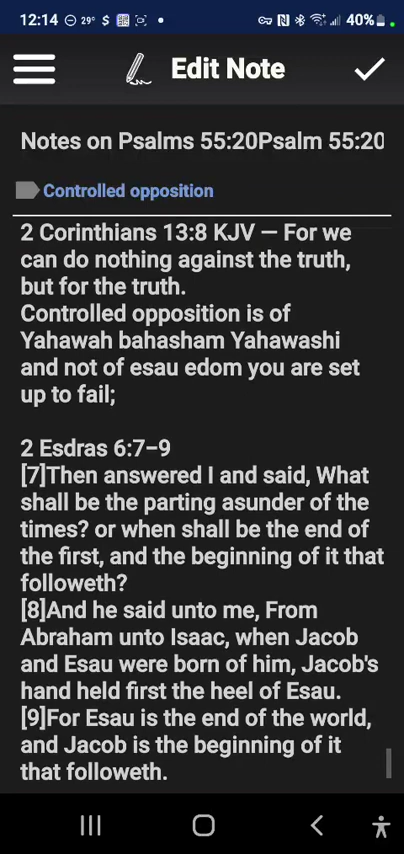 12:14 29° $ 40%
Edit Note
Notes on Psalms 55:20Psalm 55:20
Controlled opposition
2 Corinthians 13:8 KJV — For we
can do nothing against the truth,
but for the truth.
Controlled opposition is of
Yahawah bahasham Yahawashi
and not of esau edom you are set
up to fail;
2 Esdras 6:7–9
[7]Then answered I and said, What
shall be the parting asunder of the
times? or when shall be the end of
the first, and the beginning of it that
followeth?
[8]And he said unto me, From
Abraham unto Isaac, when Jacob
and Esau were born of him, Jacob's
hand held first the heel of Esau.
[9]For Esau is the end of the world,
and Jacob is the beginning of it
that followeth.